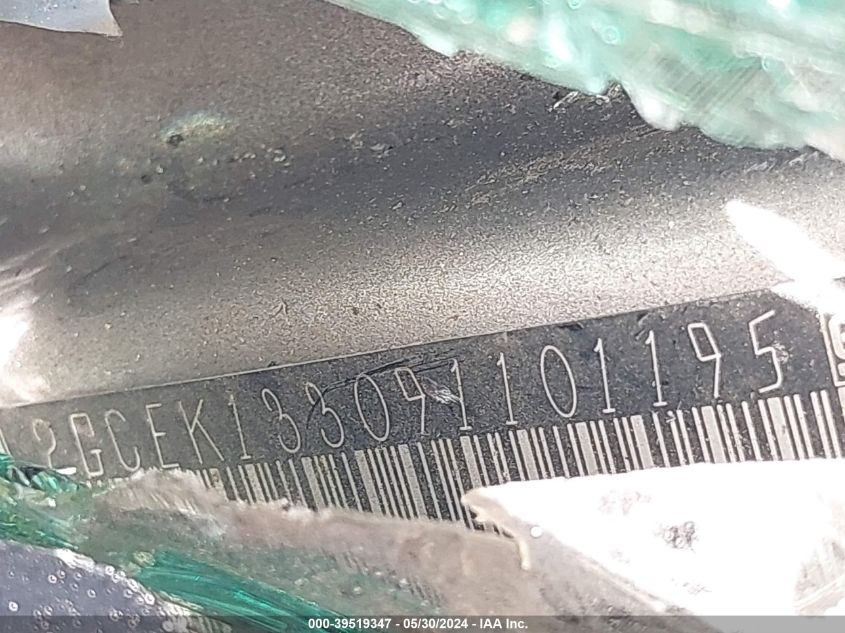 2GCEK133091101195
000-39519347 - 05/30/2024 - IAA Inc.